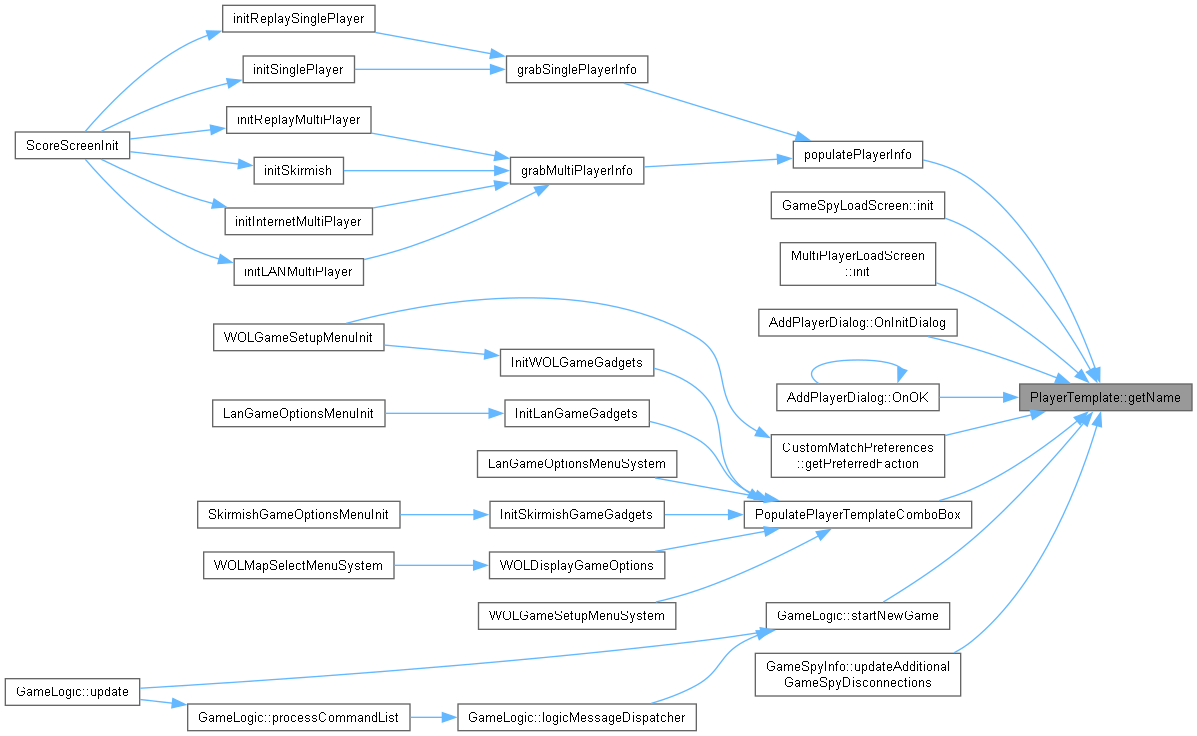 initReplaySinglePlayer
initSinglePlayer
grabSinglePlayerInfo
initReplayMultiPlayer
ScoreScreenInit
populatePlayerInfo
initSkirmish
grabMultiPlayerInfo
GameSpyLoadScreen::init
initInternetMultiPlayer
MultiPlayerLoadScreen
::init
initLANMultiPlayer
AddPlayerDialog::OnInitDialog
WOLGameSetupMenuInit
InitWOLGameGadgets
AddPlayerDialog::OnOK
PlayerTemplate::getName
LanGameOptionsMenuInit
InitLanGameGadgets
CustomMatchPreferences
::getPreferredFaction
LanGameOptionsMenuSystem
SkirmishGameOptionsMenuInit
InitSkirmishGameGadgets
PopulatePlayerTemplateComboBox
WOLMapSelectMenuSystem
WOLDisplayGameOptions
WOLGameSetupMenuSystem
GameLogic::startNewGame
GameSpyInfo::updateAdditional
GameSpyDisconnections
GameLogic::update
GameLogic::processCommandList
GameLogic::logicMessageDispatcher